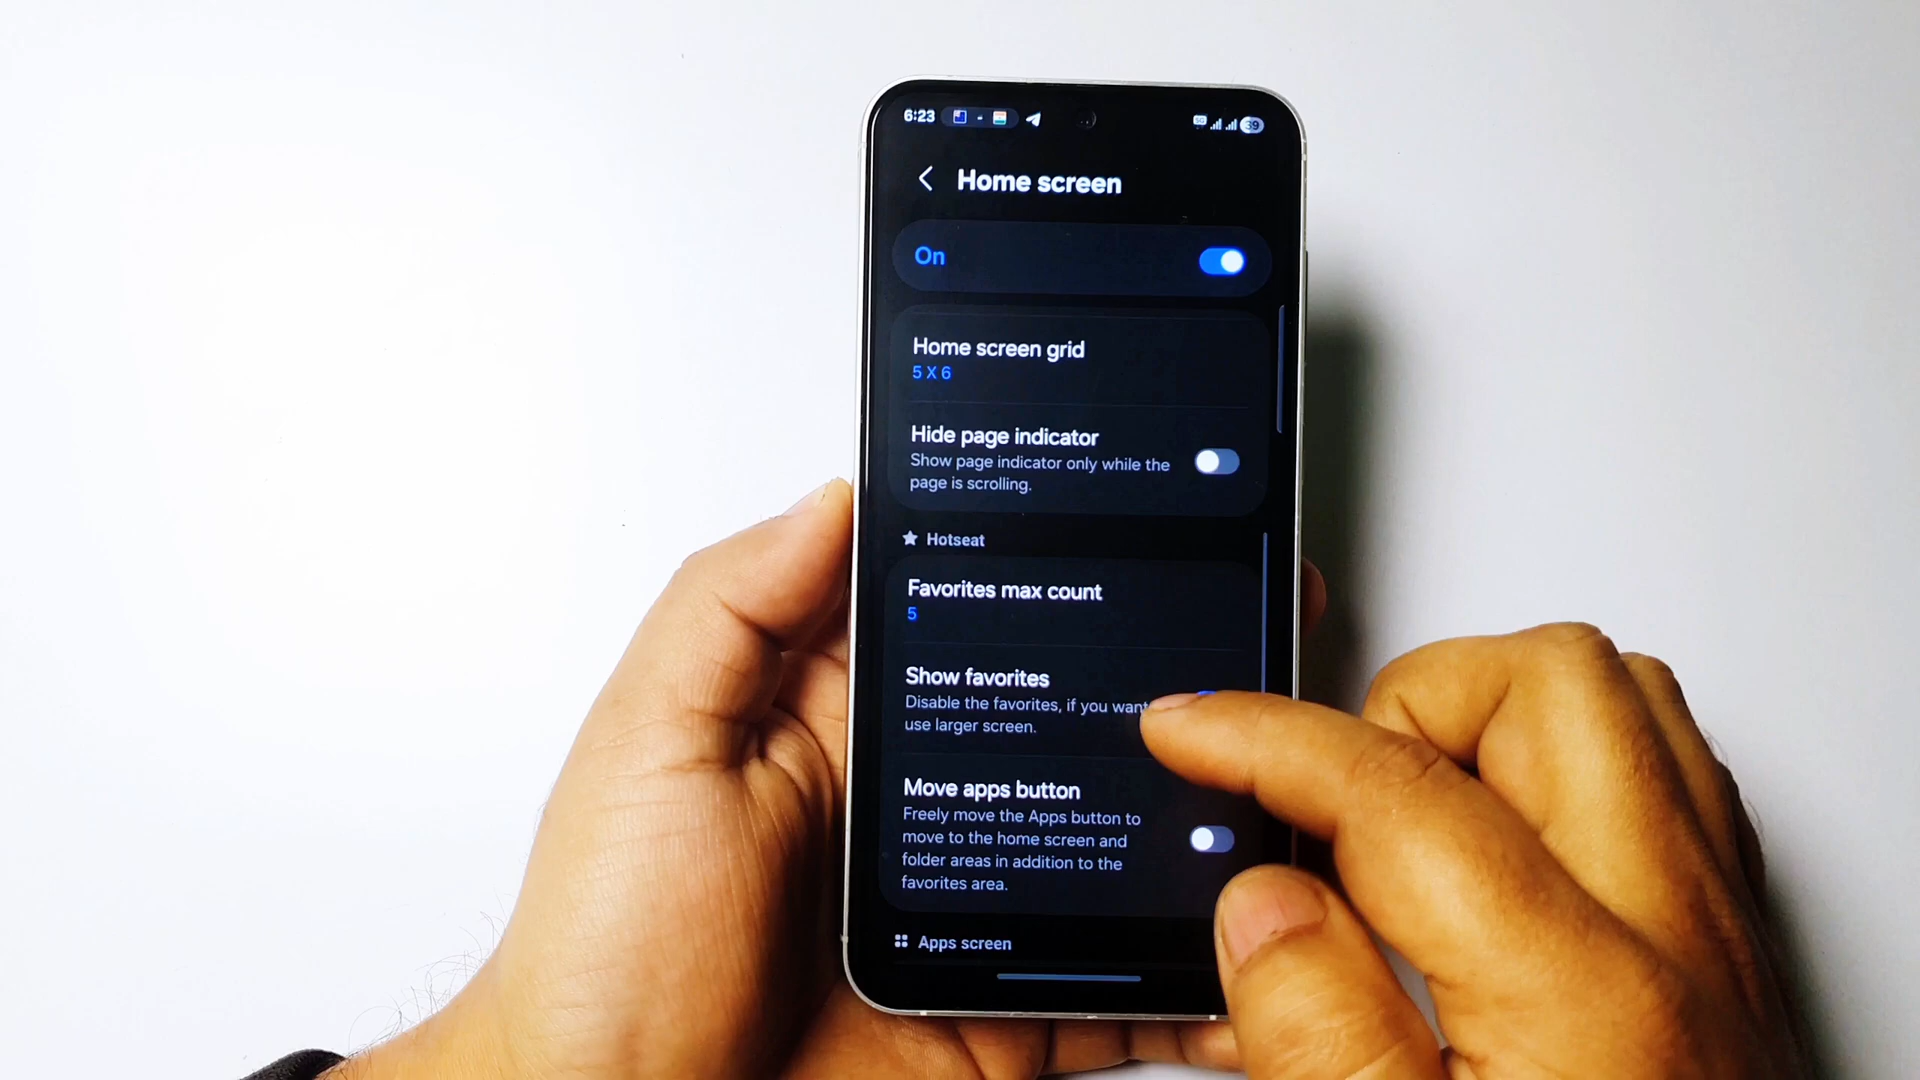 6:23
5G
39
Home screen
On
Home screen grid
5 X 6
Hide page indicator
Show page indicator only while the
page is scrolling.
Hotseat
Favorites max count
5
Show favorites
Disable the favorites, if you want
use larger screen.
Move apps button
Freely move the Apps button to
move to the home screen and
folder areas in addition to the
favorites area.
Apps screen